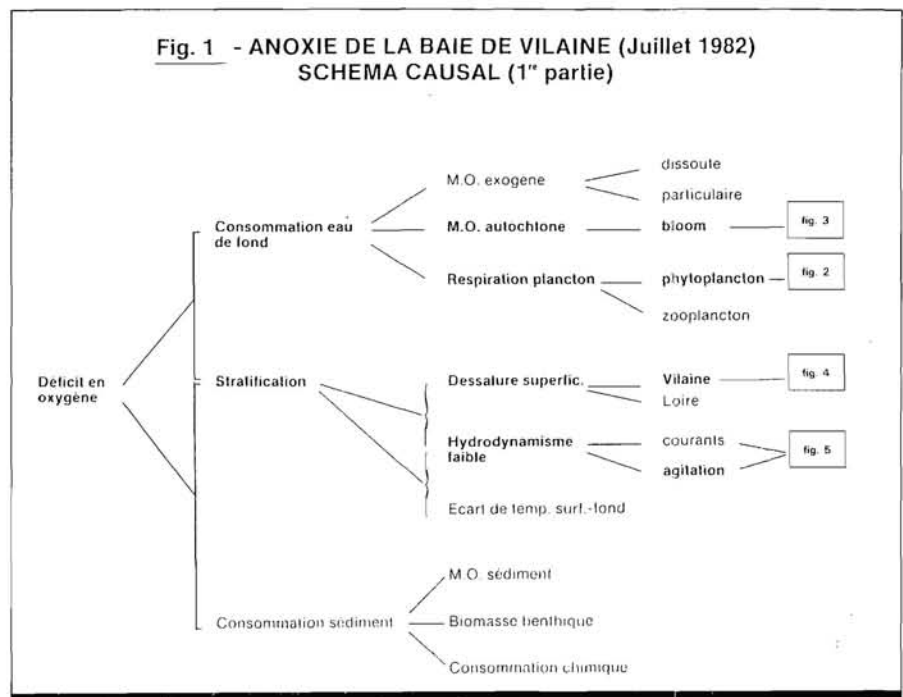 Fig. 1 - ANOXIE DE LA BAIE DE VILAINE (Juillet 1982)
SCHEMA CAUSAL (1re partie)
dissoute
M.O. exogène
particulaire
Consommation eau
de fond
M.O. autochtone
bloom
fig. 3
Respiration plancton
phytoplancton
fig. 2
zooplancton
Déficit en
oxygène
Stratification
Dessalure superfic.
Vilaine
fig. 4
Loire
Hydrodynamisme
faible
courants
fig. 5
agitation
Ecart de temp. surf.-fond
M.O. sédiment
Consommation sédiment
Biomasse benthique
Consommation chimique